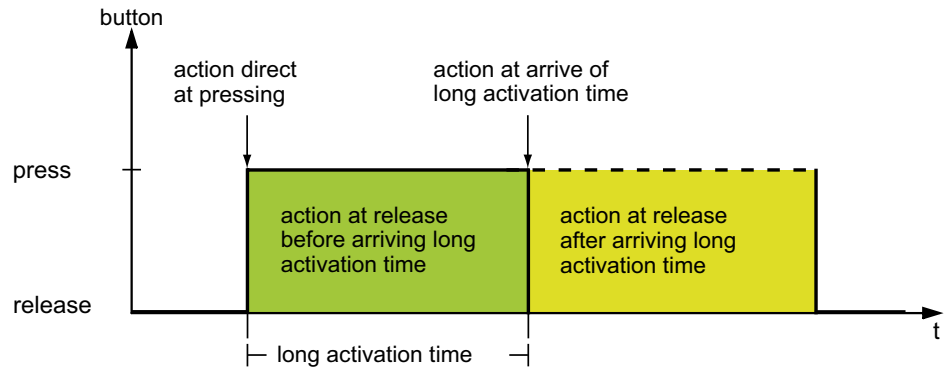 button
action direct
at pressing
action at arrive of
long activation time
press
action at release
before arriving long
activation time
action at release
after arriving long
activation time
release
t
long activation time